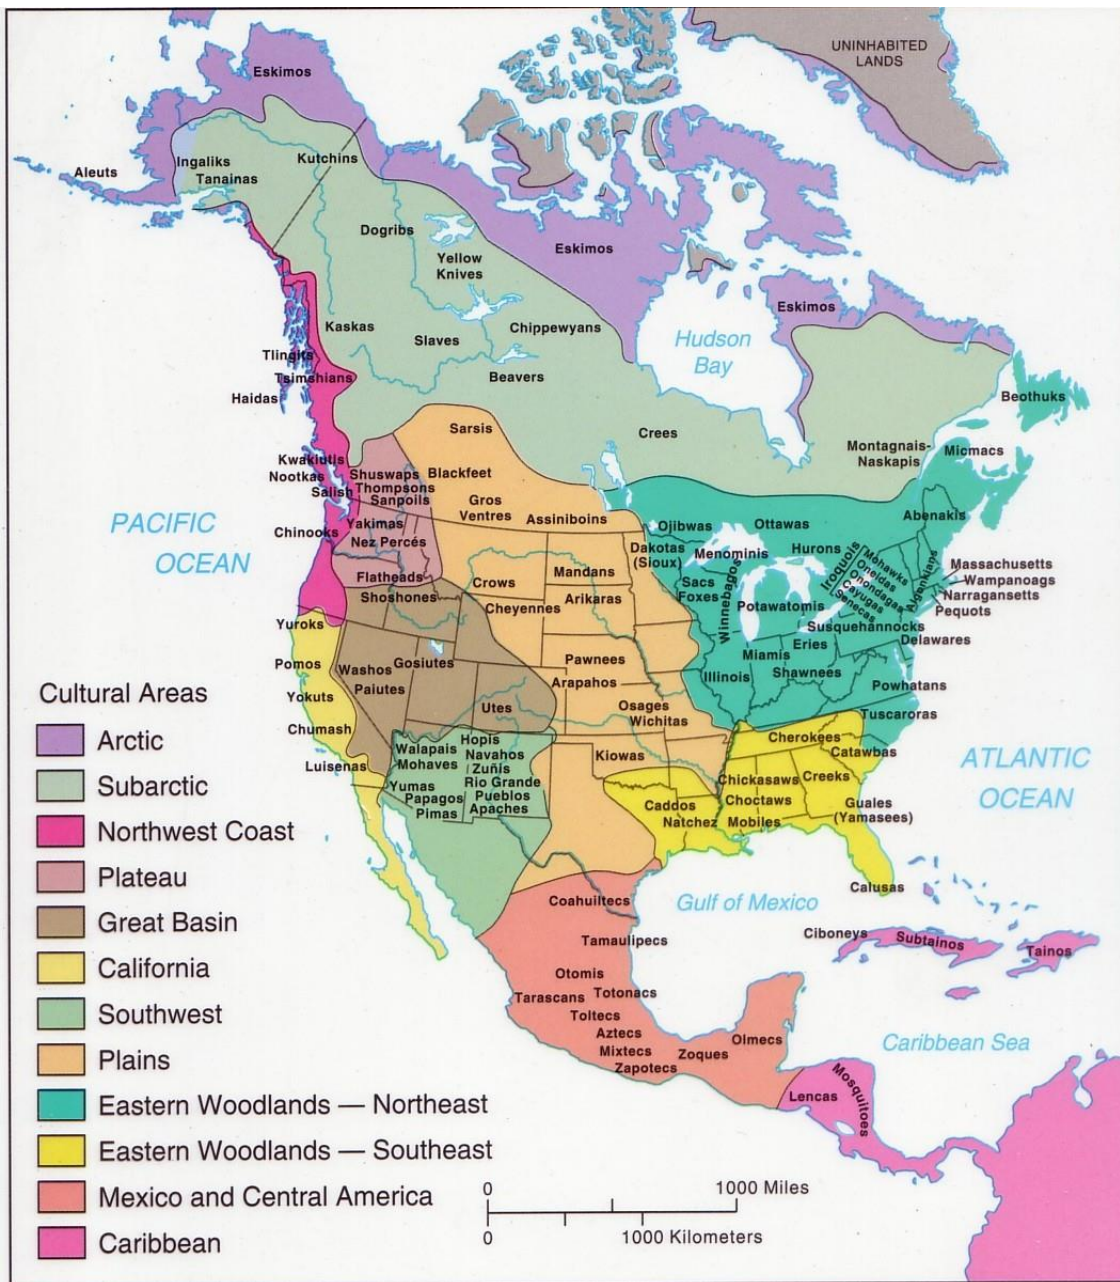 UNINHABITED
LANDS
Eskimos
Aleuts
Ingaliks
Tanainas
Kutchins
Dogribs
Yellow
Knives
Eskimos
Eskimos
Kaskas
Slaves
Chippewyans
Beavers
Hudson
Bay
Tlingits
Tsimshians
Haidas
Sarsis
Crees
Montagnais-
Naskapis
Beothuks
Micmacs
Kwakiutls
Nootkas
Salish
Shuswaps
Thompsons
Sanpoils
Blackfeet
Gros
Ventres
Assiniboins
Ojibwas
Ottawas
Abenakis
PACIFIC
OCEAN
Chinooks
Yakimas
Nez Percés
Flatheads
Shoshones
Crows
Cheyennes
Mandans
Arikaras
Dakotas
(Sioux)
Menominis
Winnebagos
Sacs
Foxes
Hurons
Iroquois
Mohawks
Oneidas
Onondagas
Cayugas
Senecas
Algankians
Massachusetts
Wampanoags
Narragansetts
Pequots
Potawatomis
Susquehannocks
Delawares
Eries
Miamis
Illinois
Shawnees
Powhatans
Tuscaroras
Yuroks
Pomos
Yokuts
Chumash
Luisenas
Washos
Paiutes
Gosiutes
Utes
Pawnees
Arapahos
Osages
Wichitas
Kiowas
Walapais
Mohaves
Yumas
Papagos
Pimas
Hopis
Navahos
Zuñis
Rio Grande
Pueblos
Apaches
Cherokees
Catawbas
Chickasaws
Creeks
Caddos
Choctaws
Natchez
Mobiles
Guales
(Yamasees)
Calusas
ATLANTIC
OCEAN
Gulf of Mexico
Coahuiltecs
Tamaulipecs
Otomis
Tarascans
Totonacs
Toltecs
Aztecs
Mixtecs
Zapotecs
Zoques
Olmecs
Ciboneys
Subtainos
Tainos
Caribbean Sea
Lencas
Mosquitoes
Cultural Areas
Arctic
Subarctic
Northwest Coast
Plateau
Great Basin
California
Southwest
Plains
Eastern Woodlands — Northeast
Eastern Woodlands — Southeast
Mexico and Central America
Caribbean
0 1000 Miles
0 1000 Kilometers